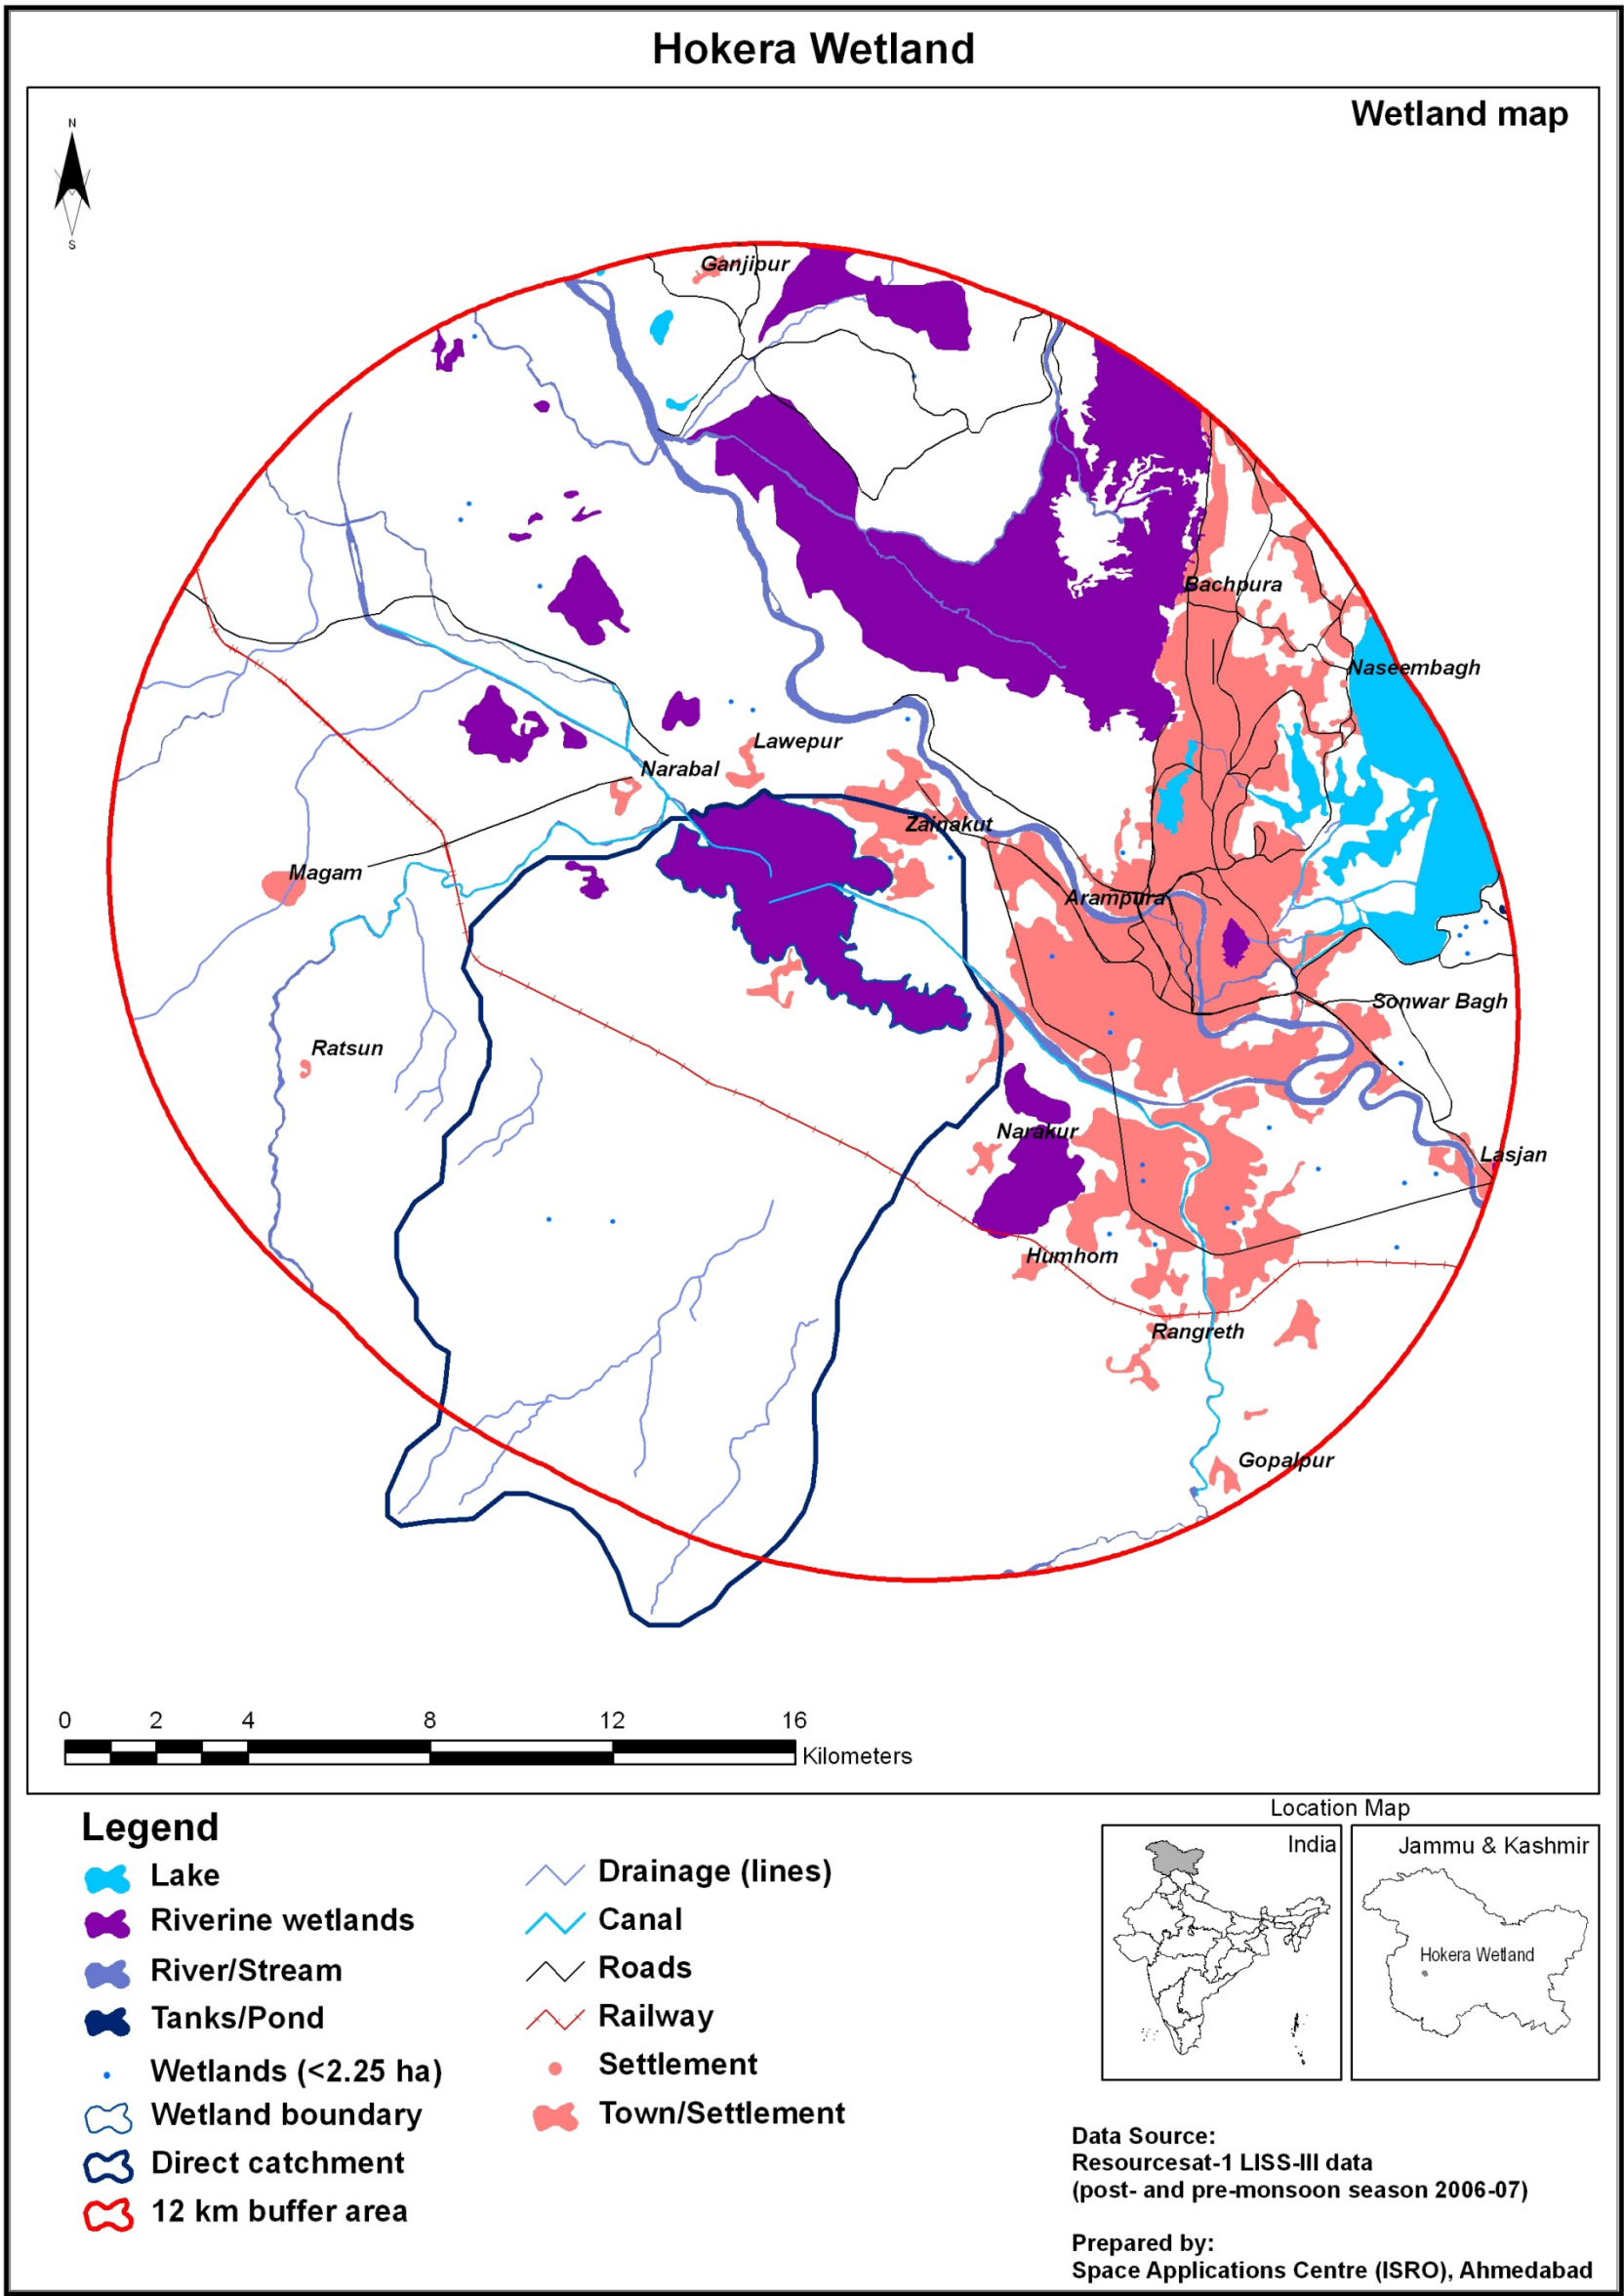 Hokera Wetland
Wetland map
N
S
Ganjipur
Bachpura
Naseembagh
Lawepur
Narabal
Zainakut
Magam
Arampura
Sonwar Bagh
Ratsun
Narakur
Lasjan
Humhom
Rangreth
Gopalpur
0 2 4 8 12 16
Kilometers
Legend
Lake
Riverine wetlands
River/Stream
Tanks/Pond
Wetlands (<2.25 ha)
Wetland boundary
Direct catchment
12 km buffer area
Drainage (lines)
Canal
Roads
Railway
Settlement
Town/Settlement
Location Map
India
Jammu & Kashmir
Hokera Wetland
Data Source:
Resourcesat-1 LISS-III data
(post- and pre-monsoon season 2006-07)
Prepared by:
Space Applications Centre (ISRO), Ahmedabad